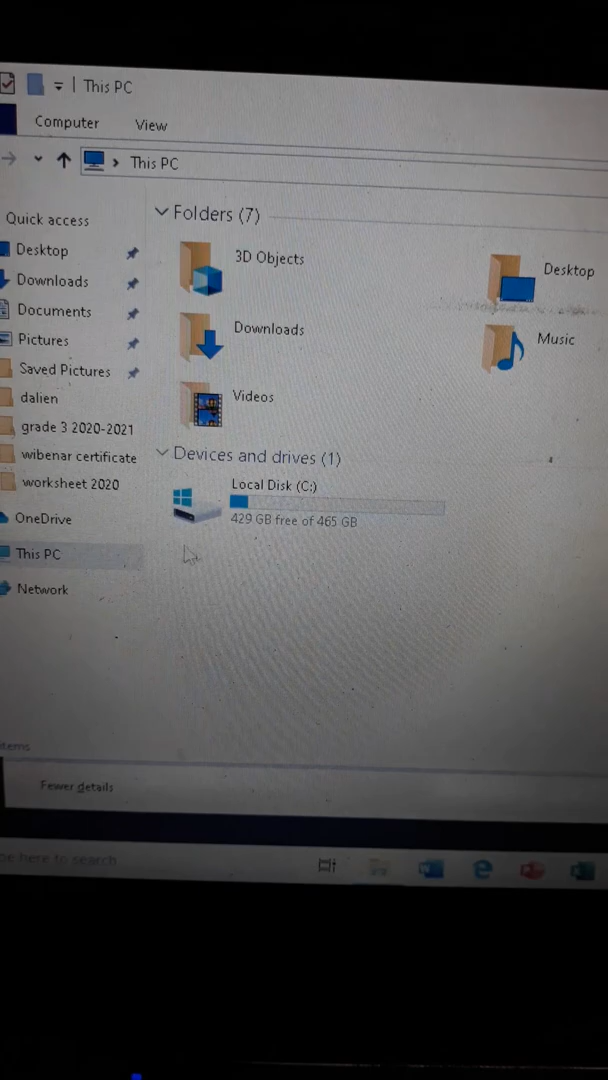 This PC
Computer
View
This PC
Quick access
Desktop
Downloads
Documents
Pictures
Saved Pictures
dalien
grade 3 2020-2021
wibenar certificate
worksheet 2020
OneDrive
This PC
Network
Folders (7)
3D Objects
Desktop
Downloads
Music
Videos
Devices and drives (1)
Local Disk (C:)
429 GB free of 465 GB
items
Fewer details
pe here to search